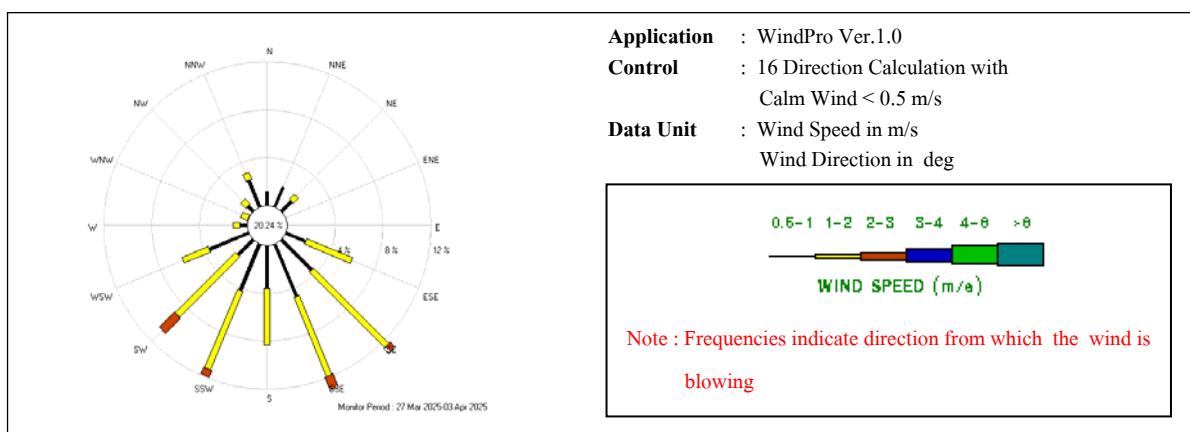 N
NNW
NNE
NW
NE
WNW
ENE
20.24 %
W
E
4 %
8 %
12 %
WSW
ESE
SW
SE
SSW
SSE
S
Monitor Period : 27 Mar 2025-03 Apr 2025
Application : WindPro Ver.1.0
Control : 16 Direction Calculation with
Calm Wind < 0.5 m/s
Data Unit : Wind Speed in m/s
Wind Direction in deg
0.5-1 1-2 2-3 3-4 4-6 >6
WIND SPEED (m/s)
Note : Frequencies indicate direction from which the wind is
blowing